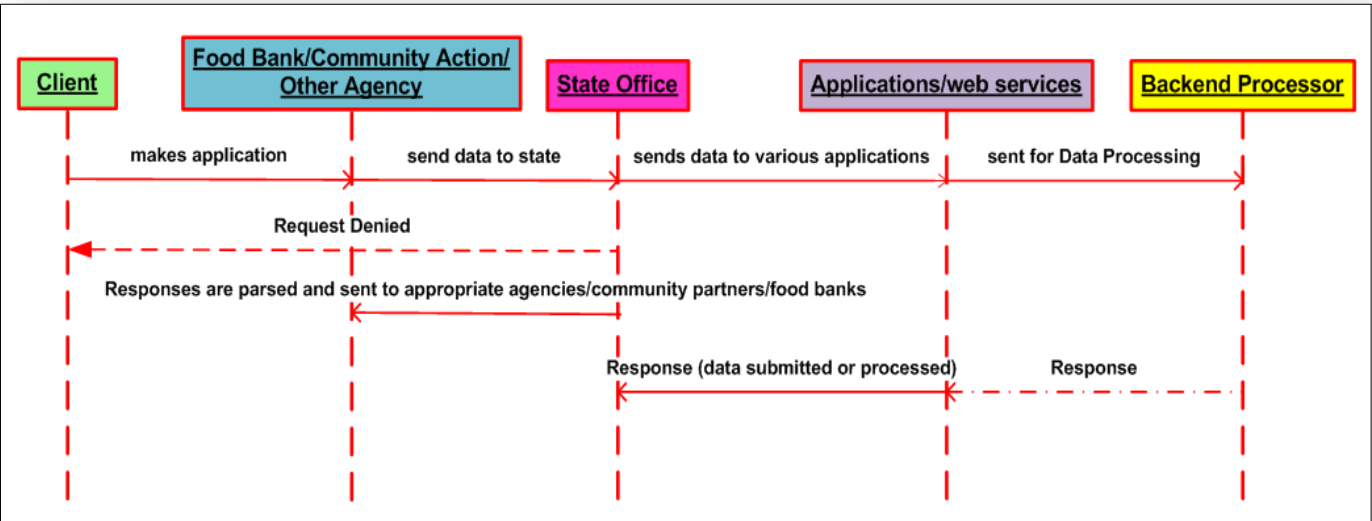 Client
Food Bank/Community Action/
Other Agency
State Office
Applications/web services
Backend Processor
makes application
send data to state
sends data to various applications
sent for Data Processing
Request Denied
Responses are parsed and sent to appropriate agencies/community partners/food banks
Response (data submitted or processed)
Response